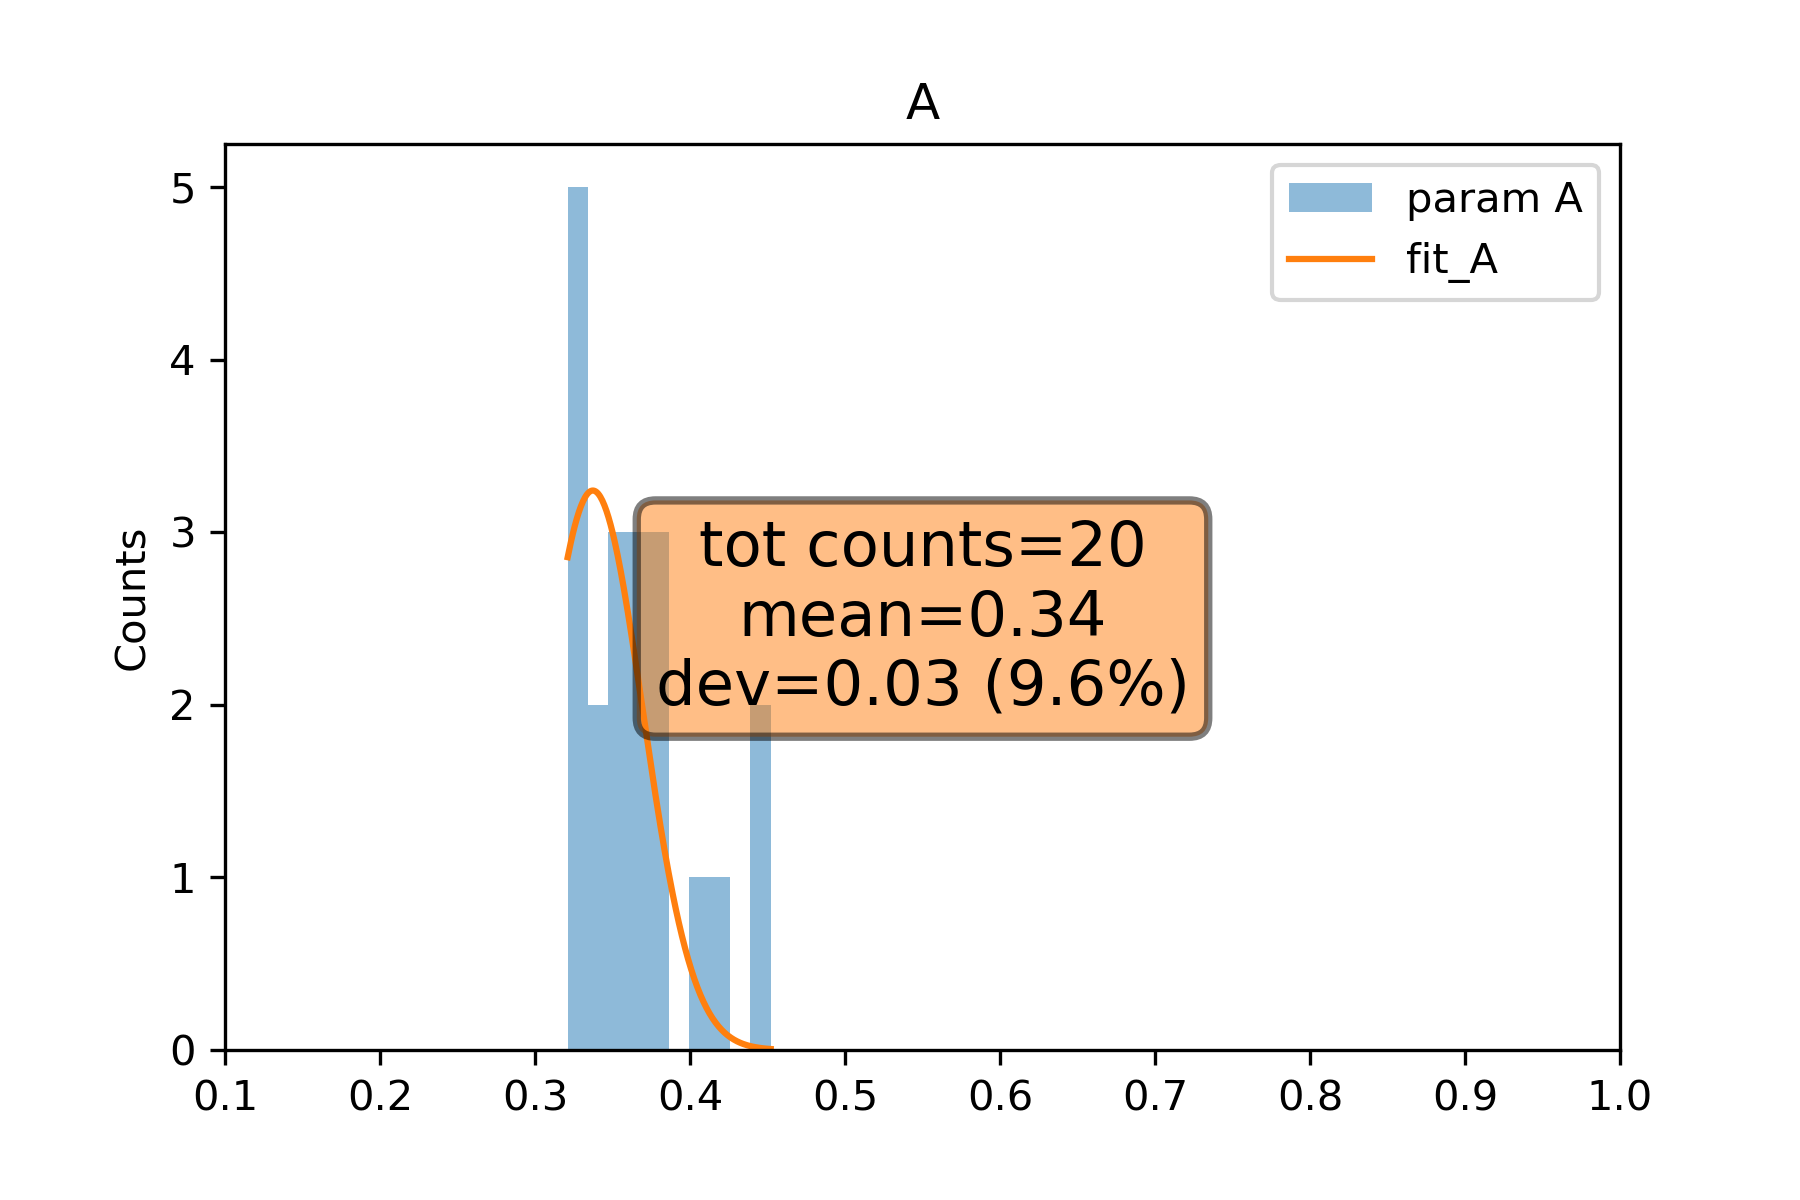 A
param A
fit_A
5
4
3
2
1
0
Counts
tot counts=20
mean=0.34
dev=0.03 (9.6%)
0.1 0.2 0.3 0.4 0.5 0.6 0.7 0.8 0.9 1.0